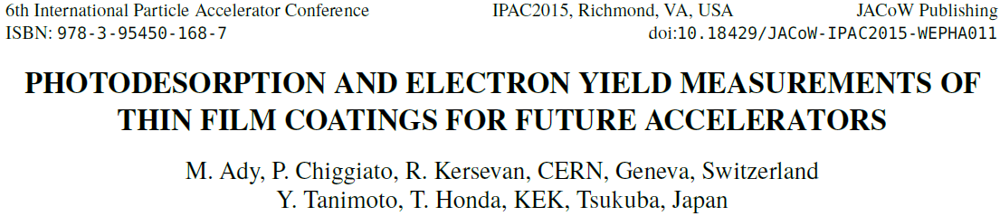 6th International Particle Accelerator Conference IPAC2015, Richmond, VA, USA JACoW Publishing
ISBN: 978-3-95450-168-7 doi:10.18429/JACoW-IPAC2015-WEPHA011
PHOTODESORPTION AND ELECTRON YIELD MEASUREMENTS OF
THIN FILM COATINGS FOR FUTURE ACCELERATORS
M. Ady, P. Chiggiato, R. Kersevan, CERN, Geneva, Switzerland
Y. Tanimoto, T. Honda, KEK, Tsukuba, Japan